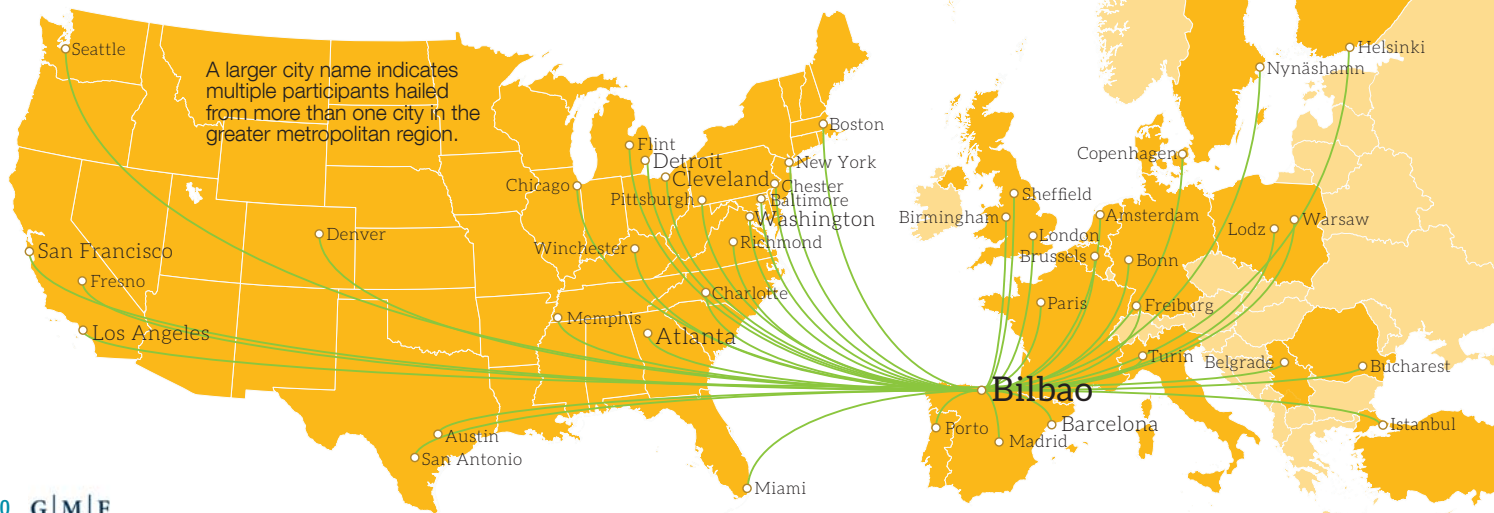 Seattle
A larger city name indicates
multiple participants hailed
from more than one city in the
greater metropolitan region.
Boston
Flint
Detroit
New York
Cleveland
Chester
Chicago
Pittsburgh
Baltimore
Washington
Denver
Winchester
Richmond
San Francisco
Fresno
Charlotte
Los Angeles
Memphis
Atlanta
Austin
San Antonio
Miami
Helsinki
Nynäshamn
Copenhagen
Sheffield
Birmingham
Amsterdam
London
Lodz
Warsaw
Brussels
Bonn
Paris
Freiburg
Turin
Belgrade
Bucharest
Bilbao
Porto
Barcelona
Madrid
Istanbul
0 G|M|F